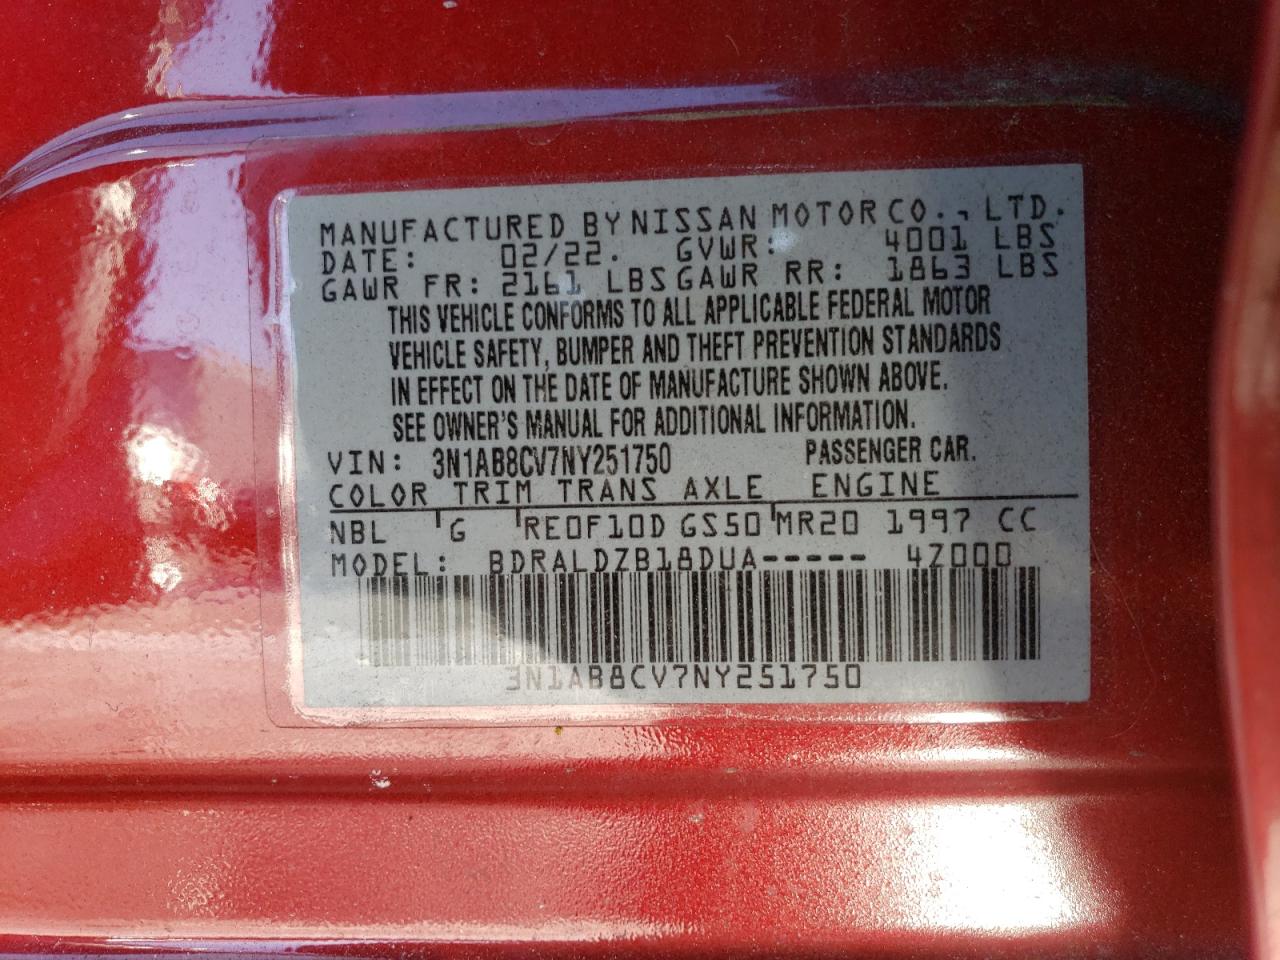 MANUFACTURED BY NISSAN MOTOR CO., LTD.
DATE: 02/22. GVWR: 4001 LBS
GAWR FR: 2161 LBS GAWR RR: 1863 LBS
THIS VEHICLE CONFORMS TO ALL APPLICABLE FEDERAL MOTOR
VEHICLE SAFETY, BUMPER AND THEFT PREVENTION STANDARDS
IN EFFECT ON THE DATE OF MANUFACTURE SHOWN ABOVE.
SEE OWNER'S MANUAL FOR ADDITIONAL INFORMATION.
VIN: 3N1AB8CV7NY251750 PASSENGER CAR.
COLOR TRIM TRANS AXLE ENGINE
NBL G RE0F10D GS50 MR20 1997 CC
MODEL: BDRALDZB18DUA----- 4Z000
3N1AB8CV7NY251750